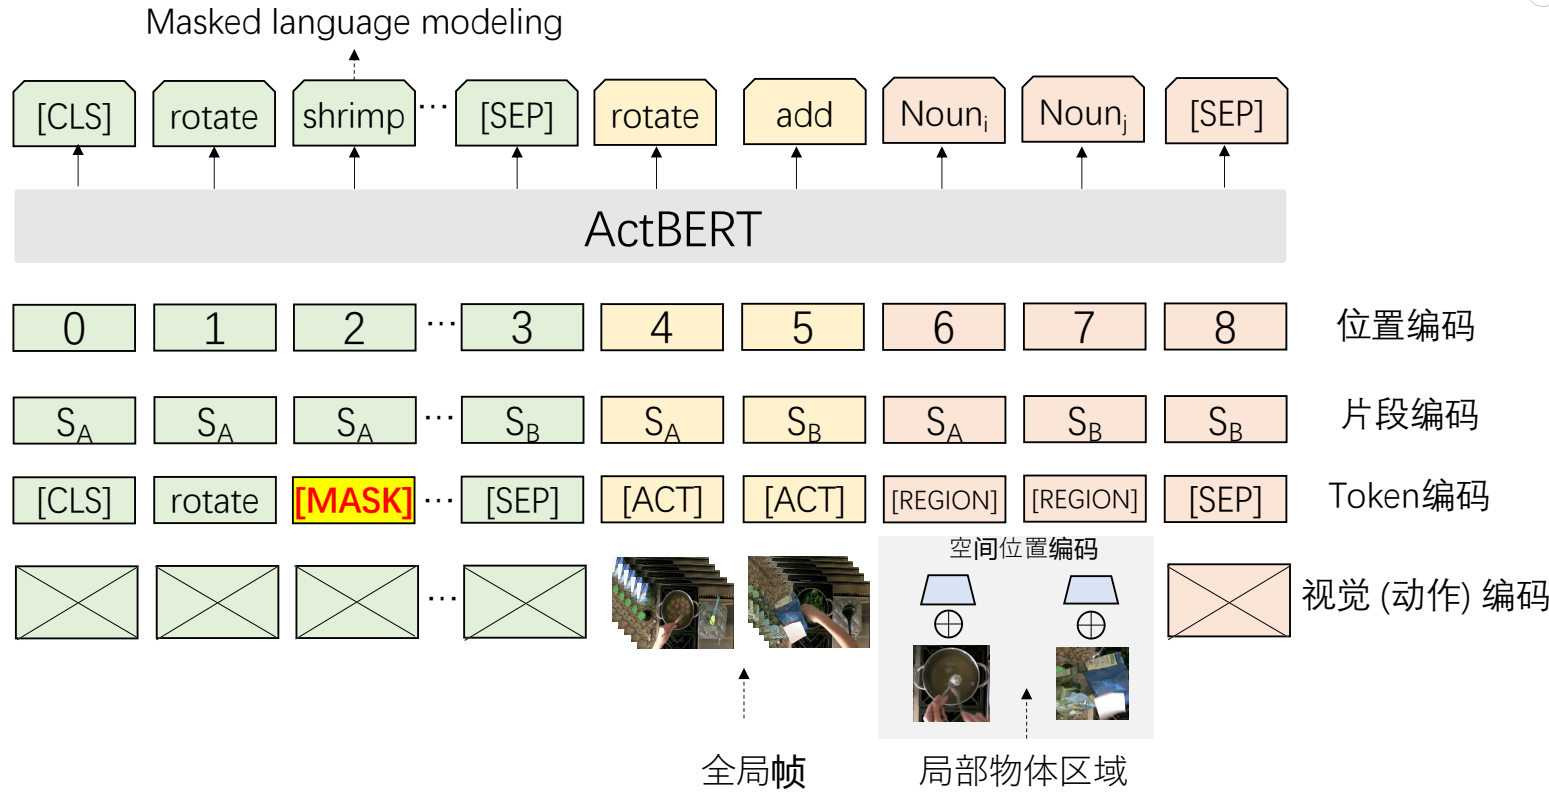 Masked language modeling
[CLS] rotate shrimp ... [SEP] rotate add Noun_i Noun_j [SEP]
ActBERT
0 1 2 ... 3 4 5 6 7 8 位置编码
S_A S_A S_A ... S_B S_A S_B S_A S_B S_B 片段编码
[CLS] rotate [MASK] ... [SEP] [ACT] [ACT] [REGION] [REGION] [SEP] Token编码
空间位置编码
... 视觉 (动作) 编码
全局帧 局部物体区域